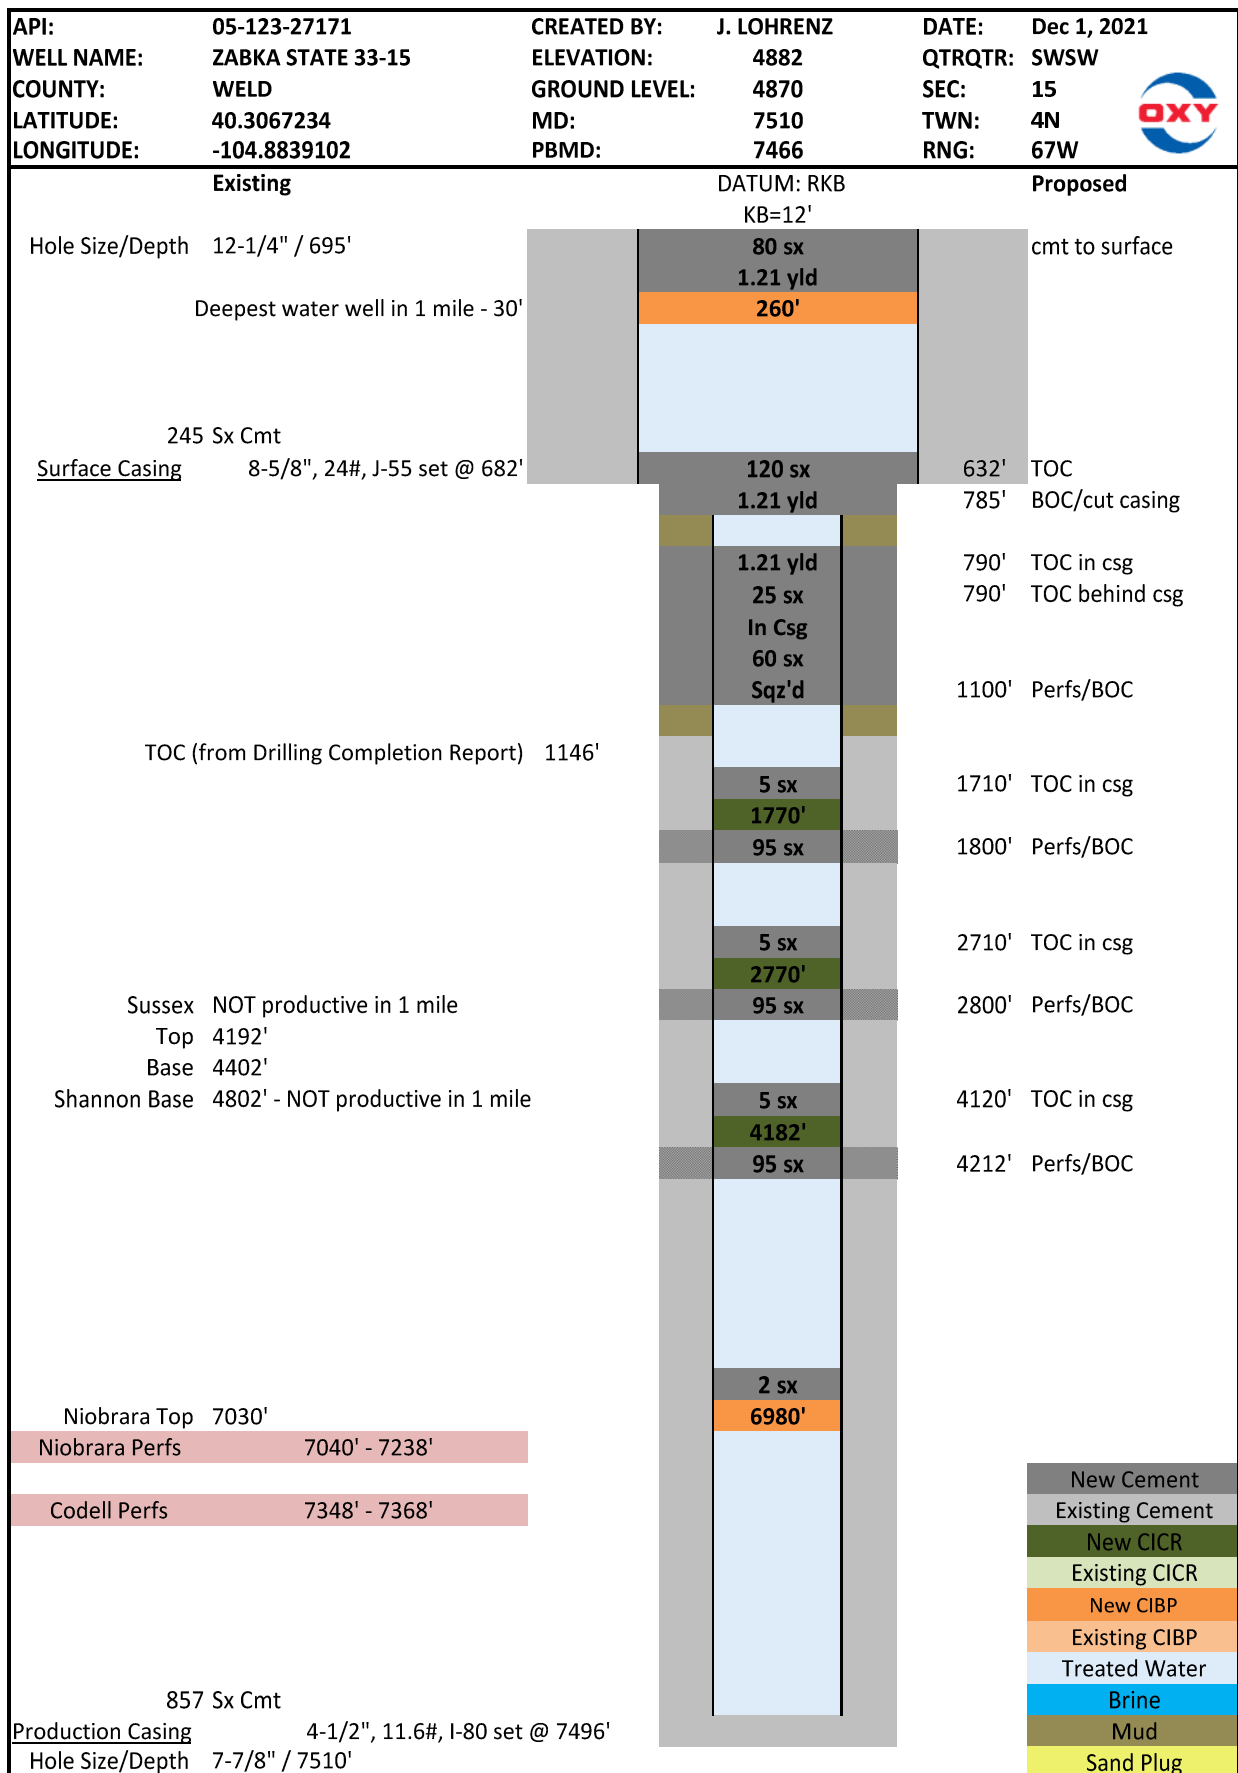 API: 05-123-27171 CREATED BY: J. LOHRENZ DATE: Dec 1, 2021
WELL NAME: ZABKA STATE 33-15 ELEVATION: 4882 QTRQTR: SWSW
COUNTY: WELD GROUND LEVEL: 4870 SEC: 15
OXY
LATITUDE: 40.3067234 MD: 7510 TWN: 4N
LONGITUDE: -104.8839102 PBMD: 7466 RNG: 67W
Existing DATUM: RKB Proposed
KB=12'
Hole Size/Depth 12-1/4" / 695' 80 sx cmt to surface
1.21 yld
Deepest water well in 1 mile - 30' 260'
245 Sx Cmt
Surface Casing 8-5/8", 24#, J-55 set @ 682' 120 sx 632' TOC
1.21 yld 785' BOC/cut casing
1.21 yld 790' TOC in csg
25 sx 790' TOC behind csg
In Csg
60 sx
Sqz'd 1100' Perfs/BOC
TOC (from Drilling Completion Report) 1146'
5 sx 1710' TOC in csg
1770'
95 sx 1800' Perfs/BOC
5 sx 2710' TOC in csg
2770'
Sussex NOT productive in 1 mile 95 sx 2800' Perfs/BOC
Top 4192'
Base 4402'
Shannon Base 4802' - NOT productive in 1 mile 5 sx 4120' TOC in csg
4182'
95 sx 4212' Perfs/BOC
2 sx
Niobrara Top 7030' 6980'
Niobrara Perfs 7040' - 7238'
New Cement
Codell Perfs 7348' - 7368' Existing Cement
New CICR
Existing CICR
New CIBP
Existing CIBP
Treated Water
857 Sx Cmt Brine
Production Casing 4-1/2", 11.6#, I-80 set @ 7496' Mud
Hole Size/Depth 7-7/8" / 7510' Sand Plug